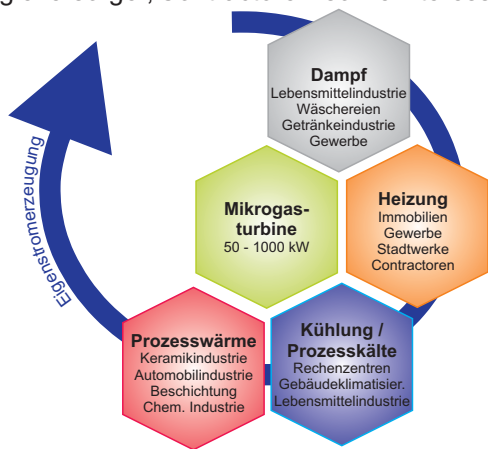 Dampf
Lebensmittelindustrie
Wäschereien
Getränkeindustrie
Gewerbe
Heizung
Immobilien
Gewerbe
Stadtwerke
Contractoren
Mikrogas-
turbine
50 - 1000 kW
Kühlung /
Prozesskälte
Rechenzentren
Gebäudeklimatisier.
Lebensmittelindustrie
Prozesswärme
Keramikindustrie
Automobilindustrie
Beschichtung
Chem. Industrie
Eigenstromerzeugung